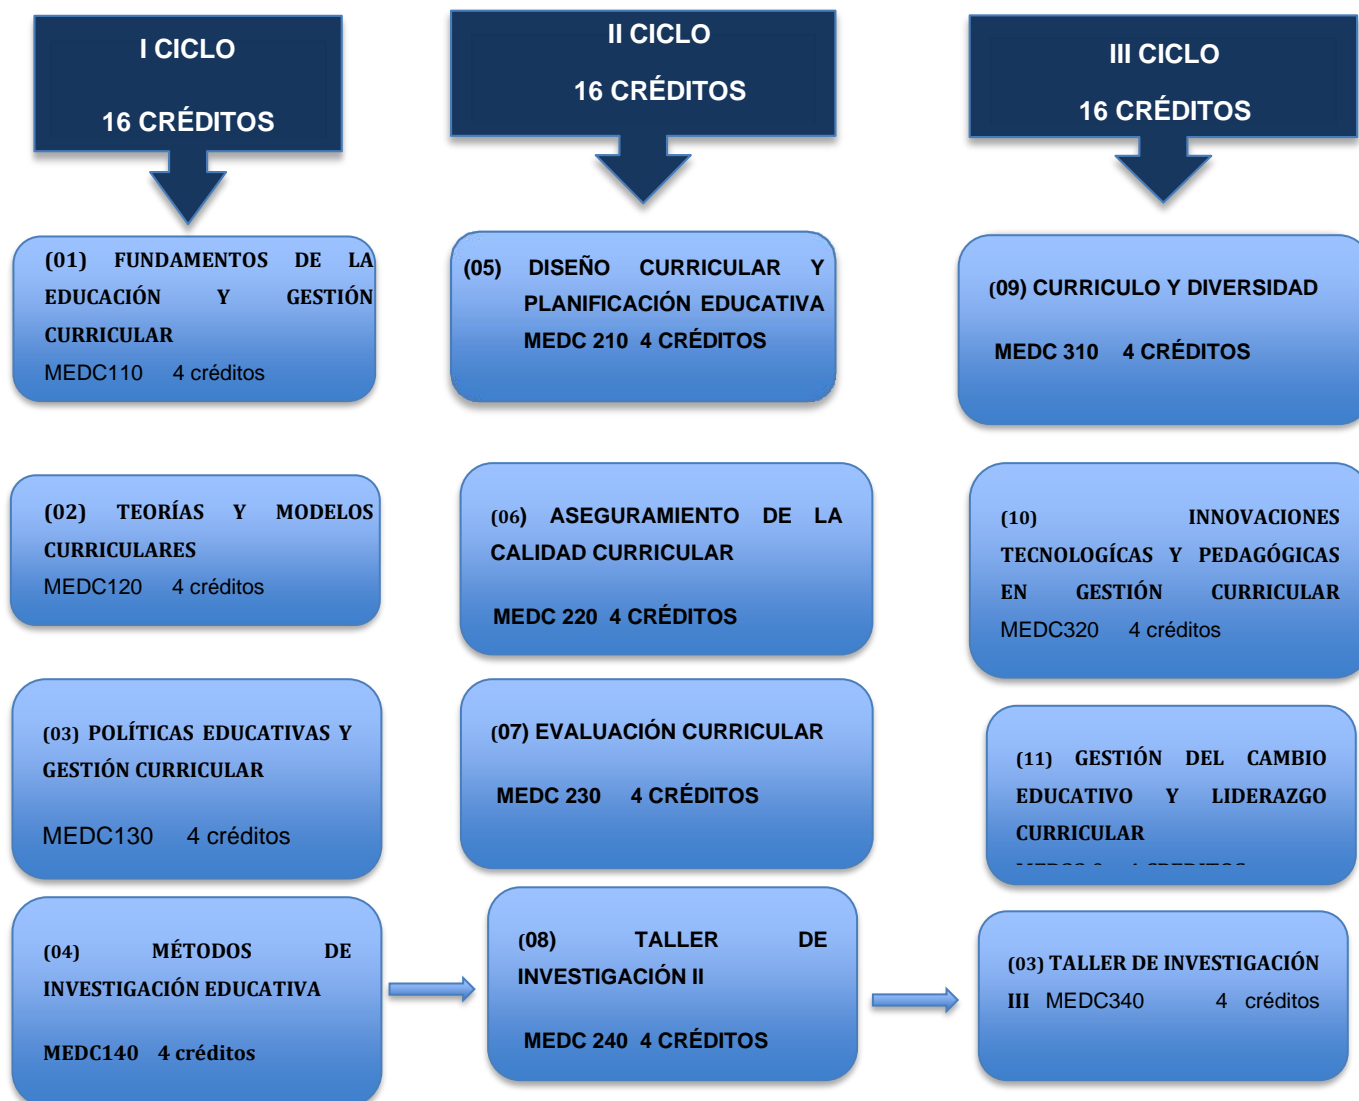 I CICLO
16 CRÉDITOS
II CICLO
16 CRÉDITOS
III CICLO
16 CRÉDITOS
(01) FUNDAMENTOS DE LA
EDUCACIÓN Y GESTIÓN
CURRICULAR
MEDC110 4 créditos
(05) DISEÑO CURRICULAR Y
PLANIFICACIÓN EDUCATIVA
MEDC 210 4 CRÉDITOS
(09) CURRICULO Y DIVERSIDAD
MEDC 310 4 CRÉDITOS
(02) TEORÍAS Y MODELOS
CURRICULARES
MEDC120 4 créditos
(06) ASEGURAMIENTO DE LA
CALIDAD CURRICULAR
MEDC 220 4 CRÉDITOS
(10) INNOVACIONES
TECNOLOGÍCAS Y PEDAGÓGICAS
EN GESTIÓN CURRICULAR
MEDC320 4 créditos
(03) POLÍTICAS EDUCATIVAS Y
GESTIÓN CURRICULAR
MEDC130 4 créditos
(07) EVALUACIÓN CURRICULAR
MEDC 230 4 CRÉDITOS
(11) GESTIÓN DEL CAMBIO
EDUCATIVO Y LIDERAZGO
CURRICULAR
(04) MÉTODOS DE
INVESTIGACIÓN EDUCATIVA
MEDC140 4 créditos
(08) TALLER DE
INVESTIGACIÓN II
MEDC 240 4 CRÉDITOS
(03) TALLER DE INVESTIGACIÓN
III MEDC340 4 créditos